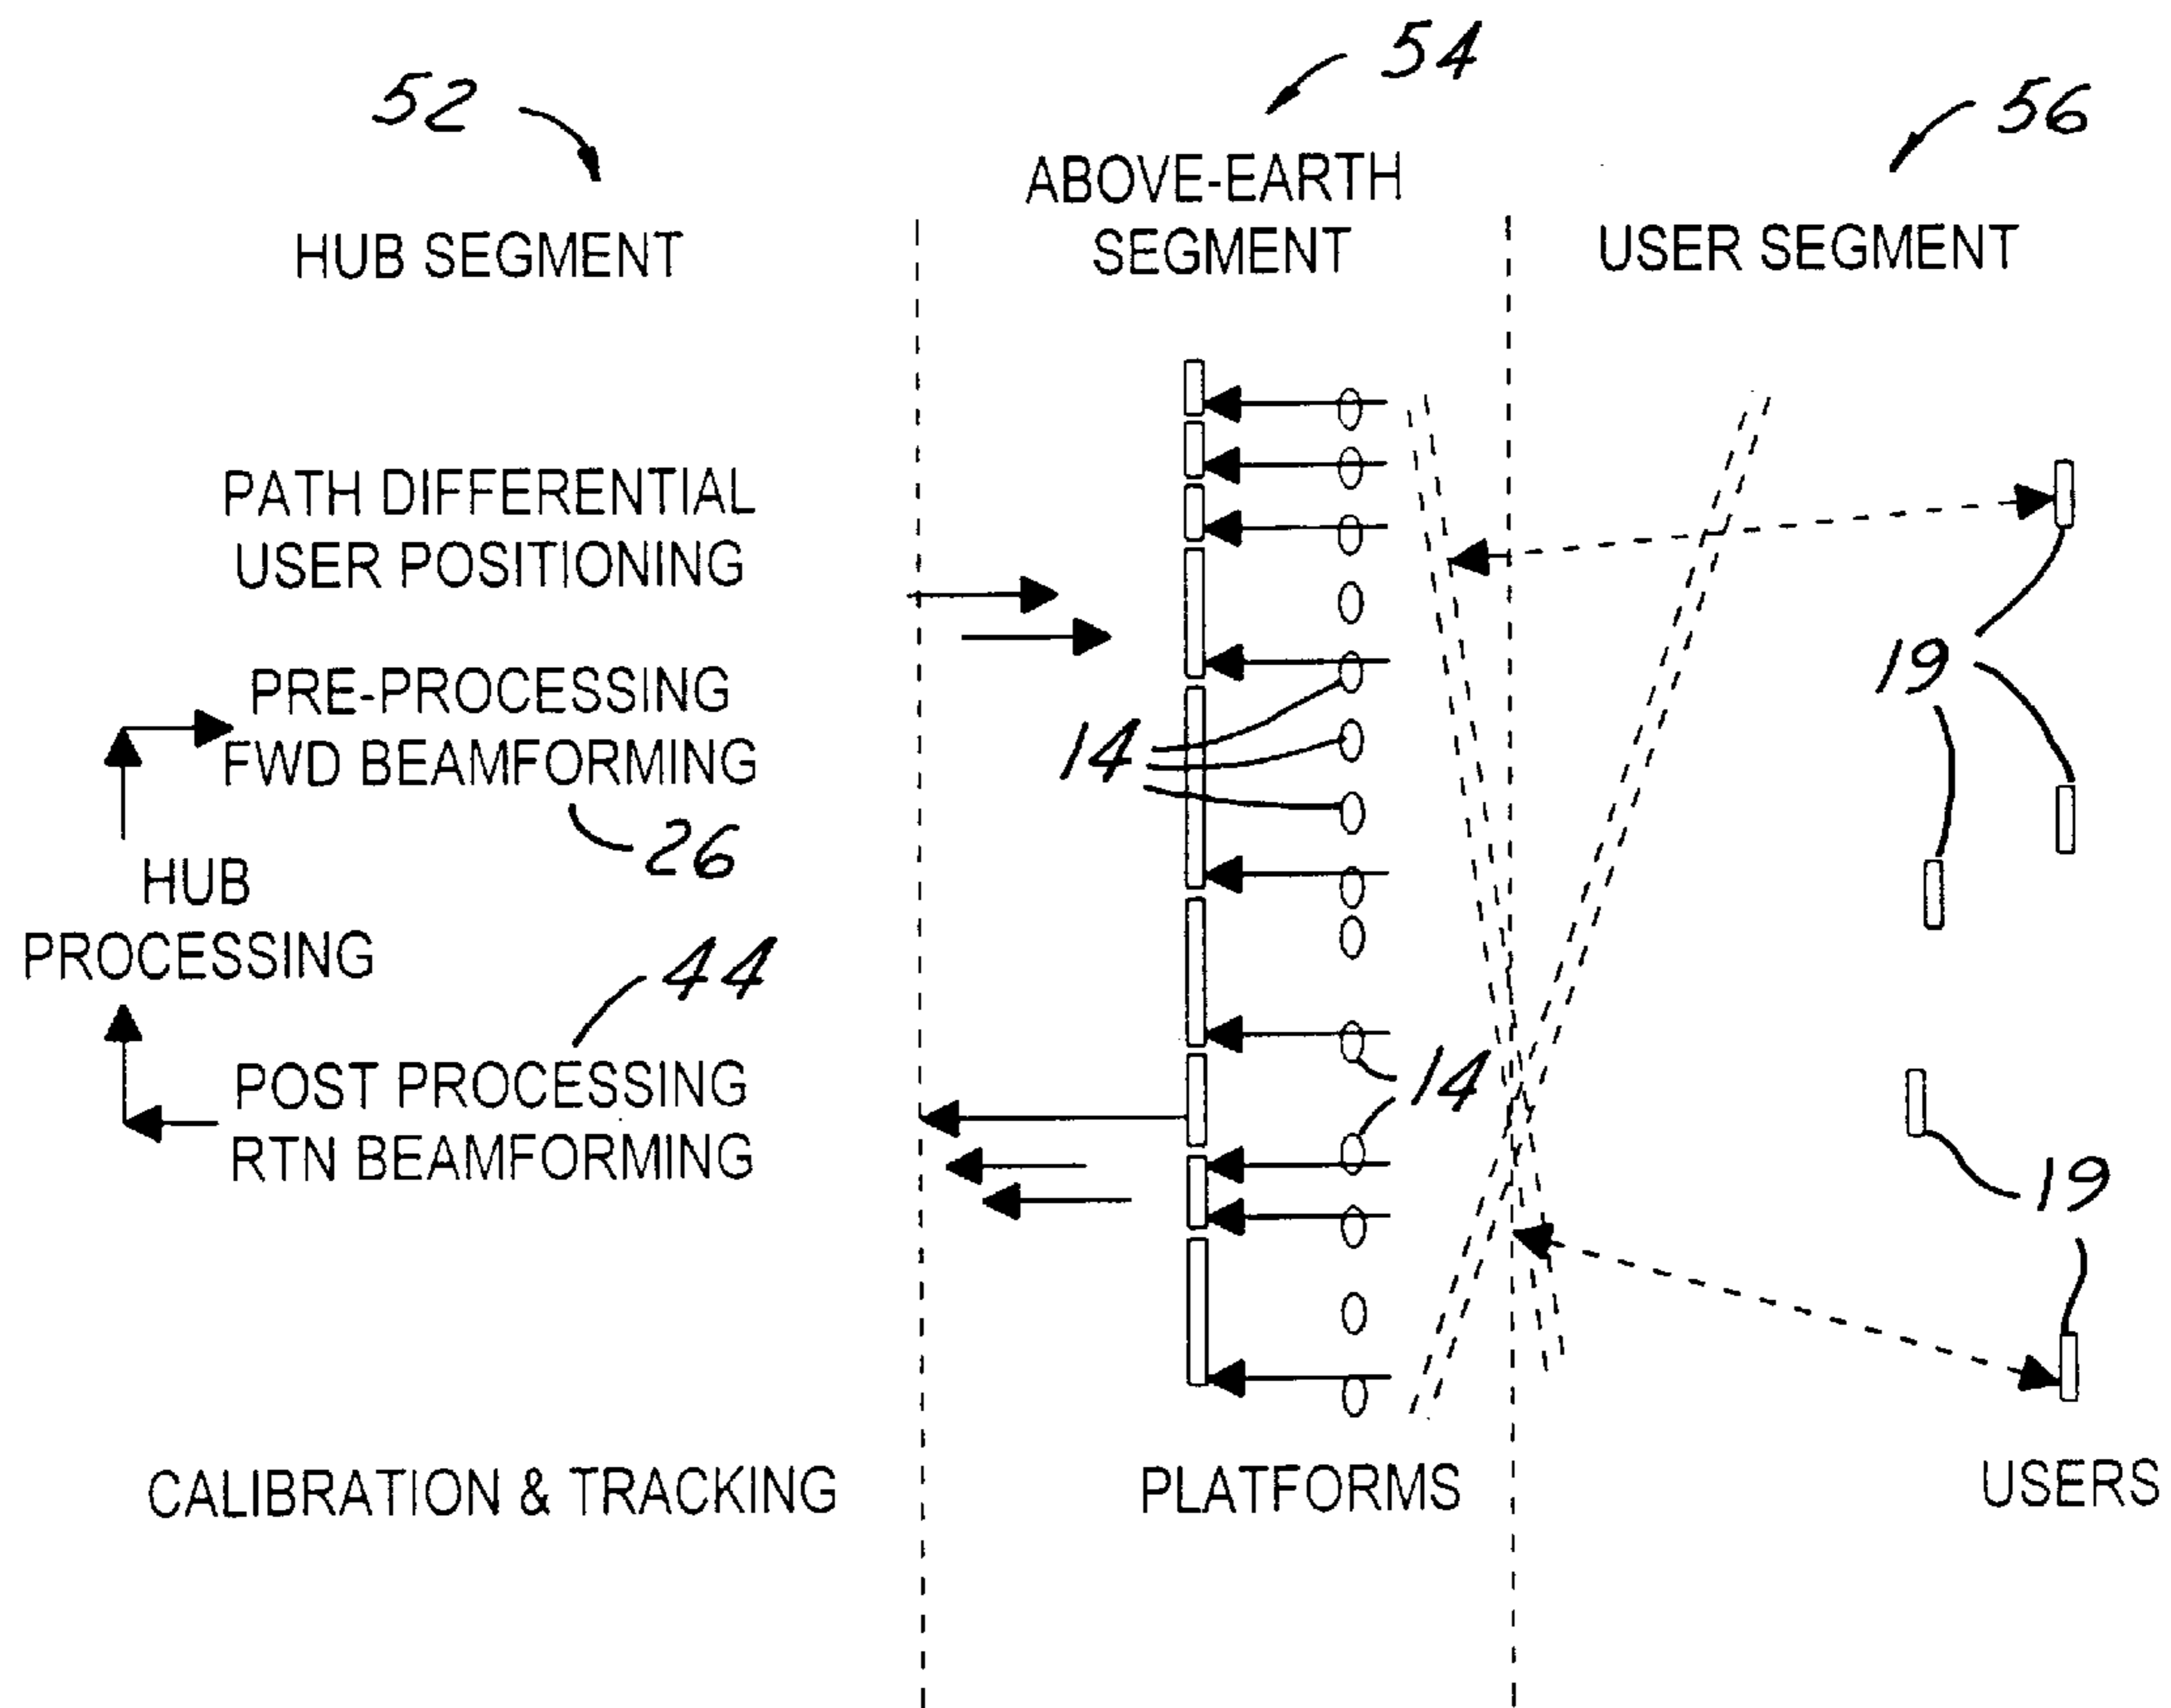 52
54
56
HUB SEGMENT
ABOVE-EARTH
SEGMENT
USER SEGMENT
PATH DIFFERENTIAL
USER POSITIONING
PRE-PROCESSING
FWD BEAMFORMING
26
HUB
PROCESSING
44
POST PROCESSING
RTN BEAMFORMING
14
14
19
19
CALIBRATION & TRACKING
PLATFORMS
USERS